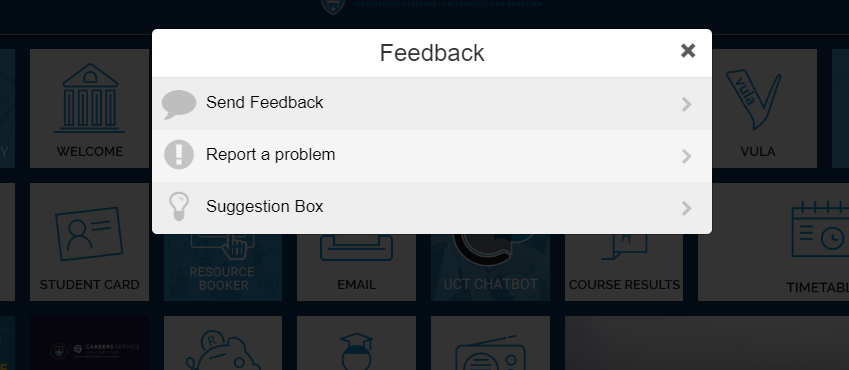 Feedback
Send Feedback
Report a problem
Suggestion Box
Y
WELCOME
vula
VULA
STUDENT CARD
RESOURCE
BOOKER
EMAIL
UCT CHATBOT
COURSE RESULTS
TIMETABL
R
CAREERS SERVICE